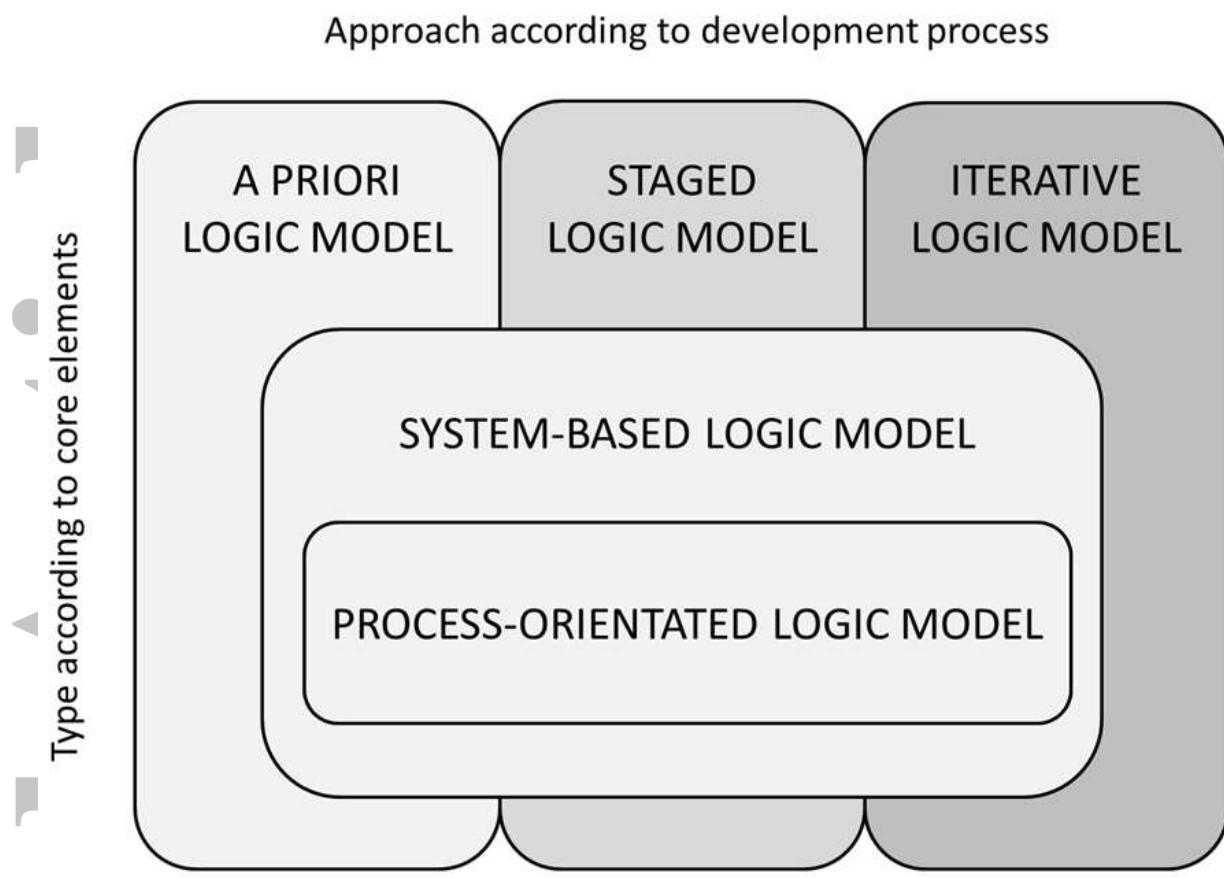 Approach according to development process
A PRIORI
LOGIC MODEL
STAGED
LOGIC MODEL
ITERATIVE
LOGIC MODEL
Type according to core elements
SYSTEM-BASED LOGIC MODEL
PROCESS-ORIENTATED LOGIC MODEL